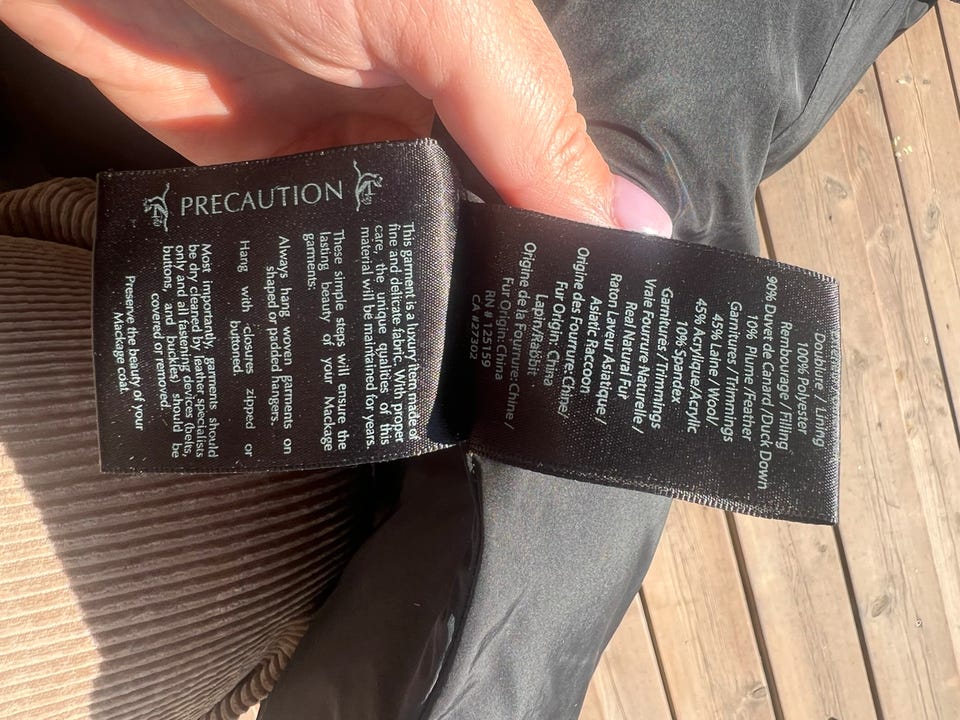 PRECAUTION
This garment is a luxury item made of
fine and delicate fabric. With proper
care, the unique qualities of this
material will be maintained for years.
These simple steps will ensure the
lasting beauty of your Mackage
garments:
Always hang woven garments on
shaped or padded hangers.
Hang with closures zipped or
buttoned.
Most importantly, garments should
be dry cleaned by leather specialists
only and all fastening devices (belts,
buttons, and buckles) should be
covered or removed.
Preserve the beauty of your
Mackage coat.
Doublure / Lining
100% Polyester
Rembourage / Filling
90% Duvet de Canard /Duck Down
10% Plume / Feather
Garnitures / Trimmings
45% Laine / Wool/
45% Acrylique/Acrylic
10% Spandex
Garnitures / Trimmings
Vraie Fourrure Naturelle /
Real Natural Fur
Raton Laveur Asiatique /
Asiatic Raccoon
Origine des Fourrure: Chine/
Fur Origin: China
Lapin/Rabbit
Origine de la Fourrure: Chine /
Fur Origin: China
RN # 125159
CA #27302